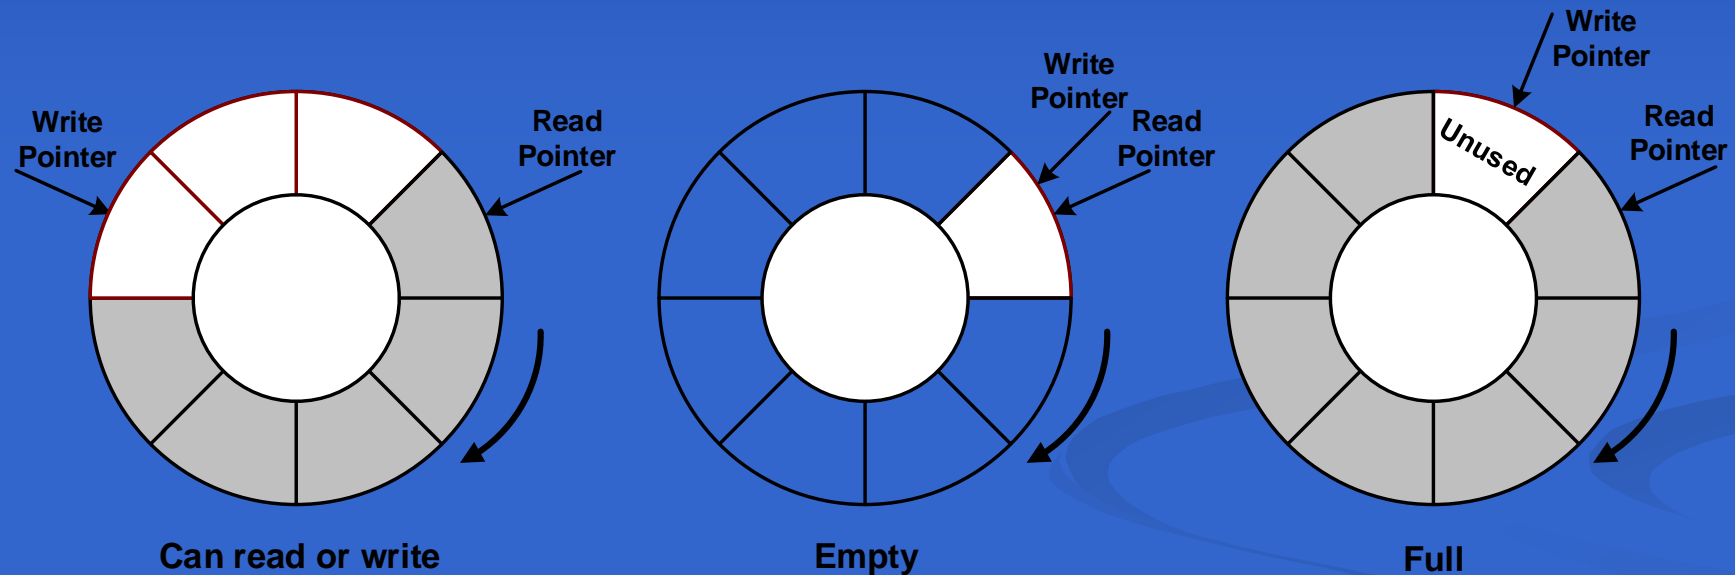 Write
Pointer
Read
Pointer
Can read or write
Write
Pointer
Read
Pointer
Empty
Write
Pointer
Unused
Read
Pointer
Full